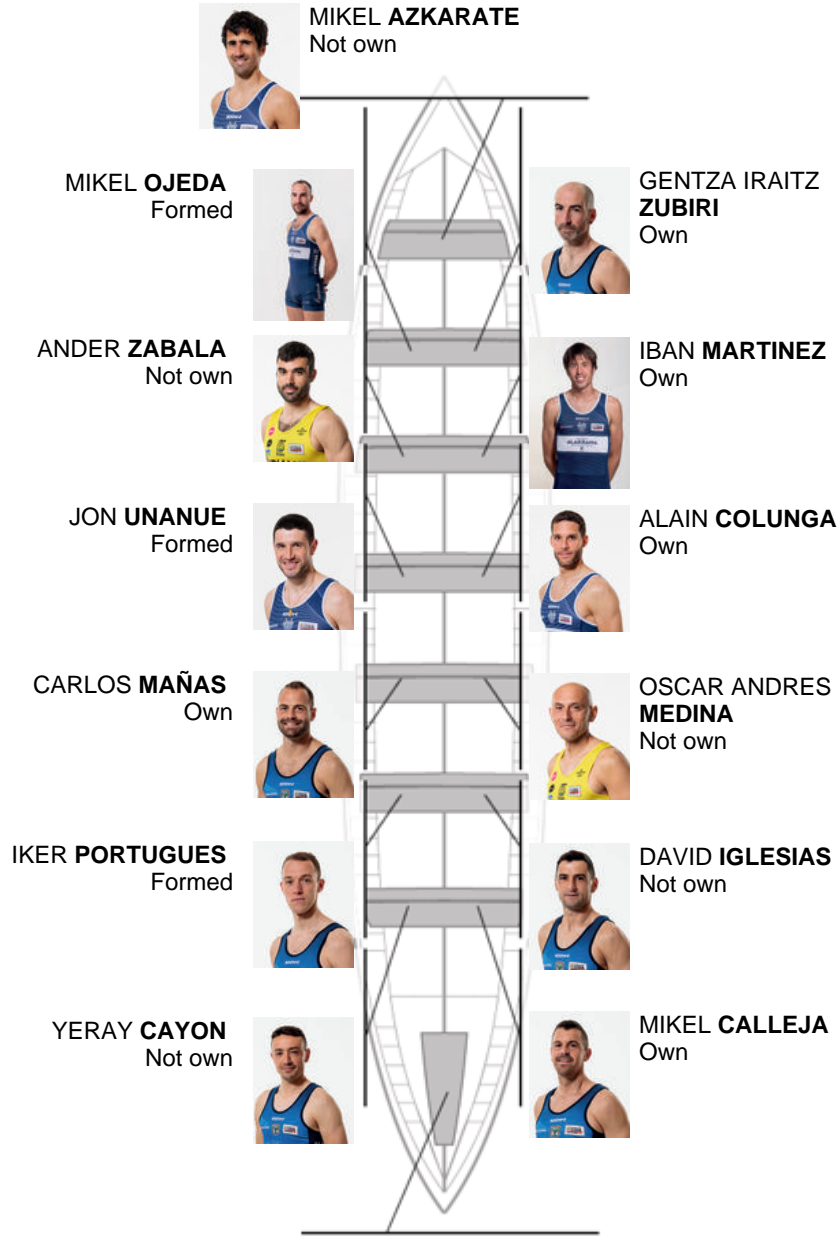 MIKEL AZKARATE
Not own
MIKEL OJEDA
Formed
GENTZA IRAITZ
ZUBIRI
Own
ANDER ZABALA
Not own
IBAN MARTINEZ
Own
JON UNANUE
Formed
ALAIN COLUNGA
Own
CARLOS MAÑAS
Own
OSCAR ANDRES
MEDINA
Not own
IKER PORTUGUES
Formed
DAVID IGLESIAS
Not own
YERAY CAYON
Not own
MIKEL CALLEJA
Own